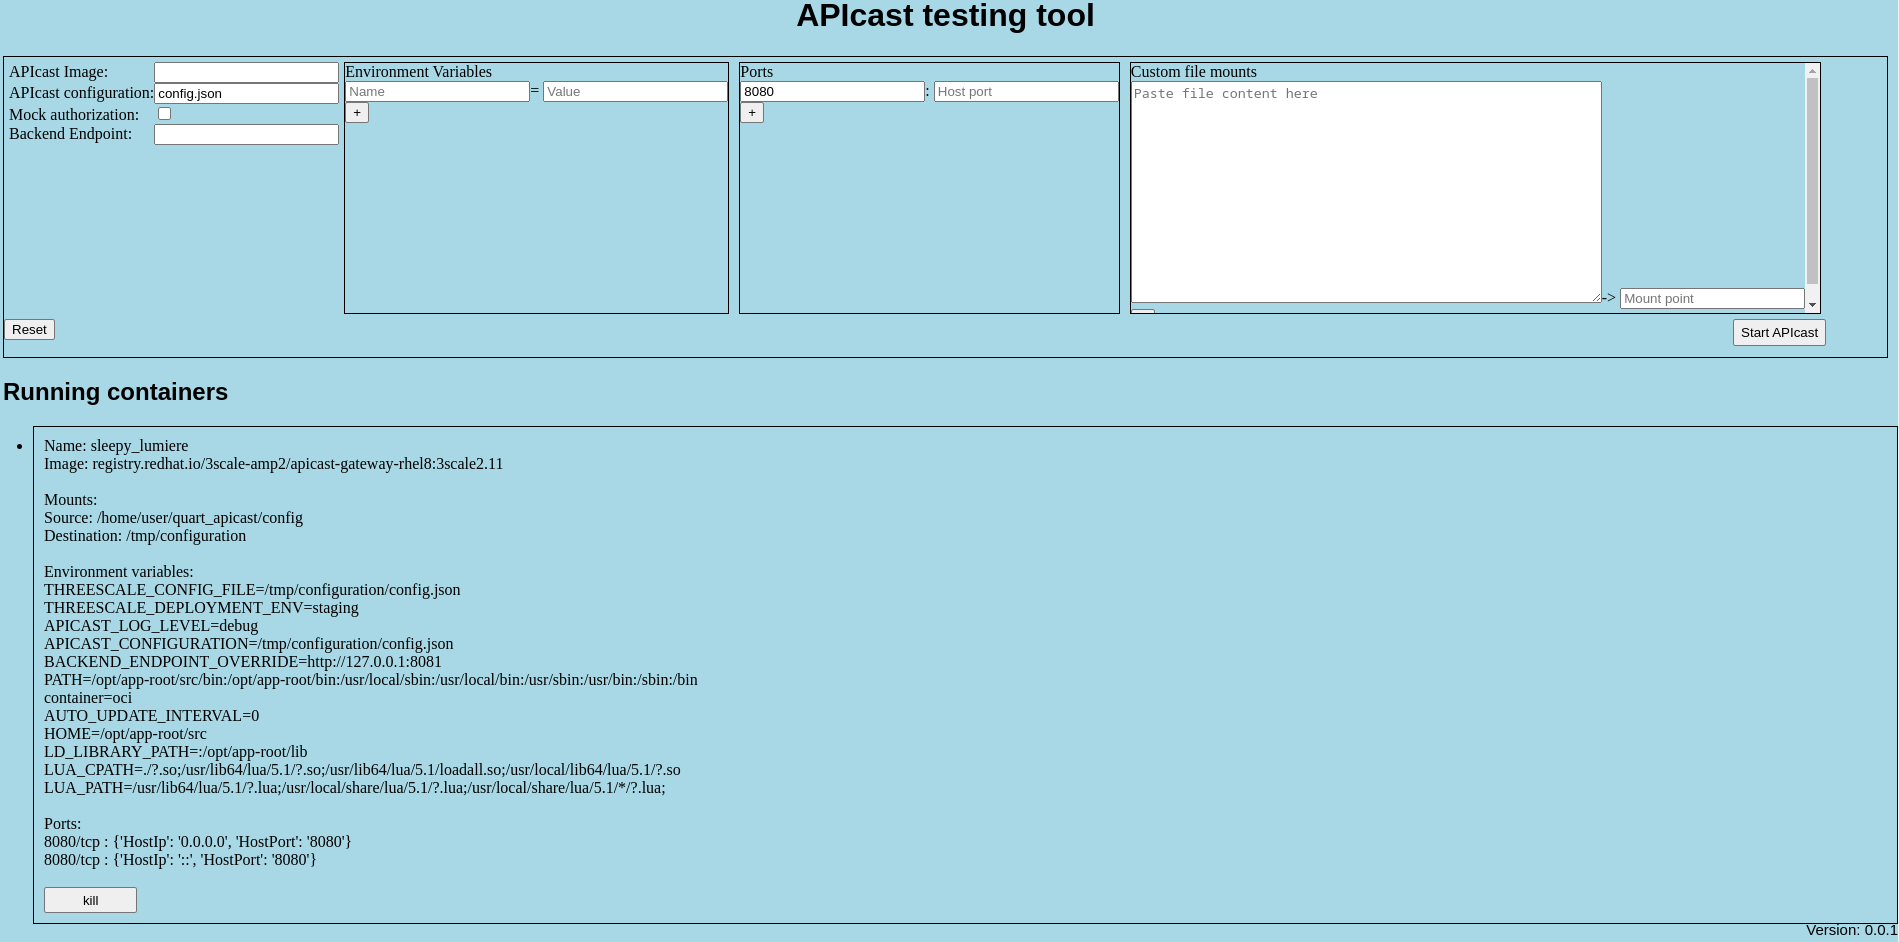 APIcast testing tool
APIcast Image:
APIcast configuration: config.json
Mock authorization:
Backend Endpoint:
Environment Variables
Name = Value
+
Ports
8080 : Host port
+
Custom file mounts
Paste file content here
-> Mount point
Reset
Start APIcast
Running containers
• Name: sleepy_lumiere
Image: registry.redhat.io/3scale-amp2/apicast-gateway-rhel8:3scale2.11
Mounts:
Source: /home/user/quart_apicast/config
Destination: /tmp/configuration
Environment variables:
THREESCALE_CONFIG_FILE=/tmp/configuration/config.json
THREESCALE_DEPLOYMENT_ENV=staging
APICAST_LOG_LEVEL=debug
APICAST_CONFIGURATION=/tmp/configuration/config.json
BACKEND_ENDPOINT_OVERRIDE=http://127.0.0.1:8081
PATH=/opt/app-root/src/bin:/opt/app-root/bin:/usr/local/sbin:/usr/local/bin:/usr/sbin:/usr/bin:/sbin:/bin
container=oci
AUTO_UPDATE_INTERVAL=0
HOME=/opt/app-root/src
LD_LIBRARY_PATH=:/opt/app-root/lib
LUA_CPATH=./?.so;/usr/lib64/lua/5.1/?.so;/usr/lib64/lua/5.1/loadall.so;/usr/local/lib64/lua/5.1/?.so
LUA_PATH=/usr/lib64/lua/5.1/?.lua;/usr/local/share/lua/5.1/?.lua;/usr/local/share/lua/5.1/*/?.lua;
Ports:
8080/tcp : {'HostIp': '0.0.0.0', 'HostPort': '8080'}
8080/tcp : {'HostIp': '::', 'HostPort': '8080'}
kill
Version: 0.0.1